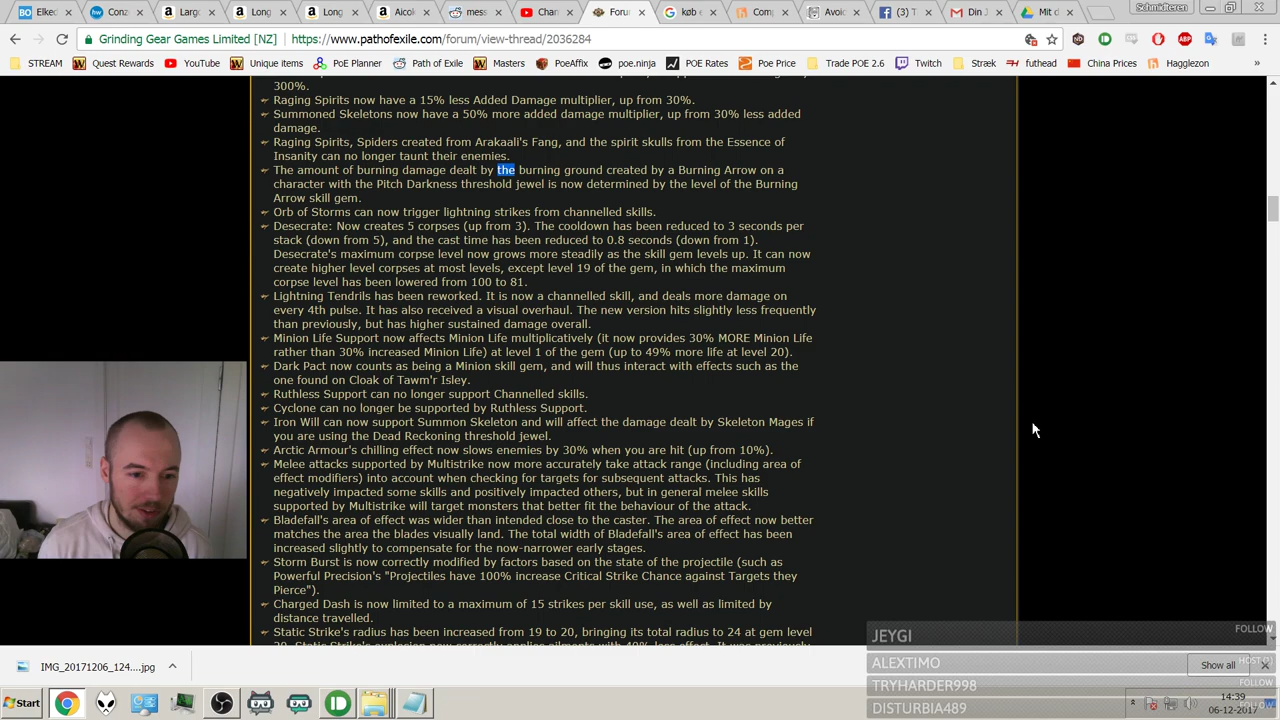 Elked
Conz
Largo
Long
Long
Aicok
mess
Chan
Foru
køb e
Comp
Avoid
(3) T
Din J
Mit d
Schmidteren
Grinding Gear Games Limited [NZ]
https://www.pathofexile.com/forum/view-thread/2036284
STREAM
Quest Rewards
YouTube
Unique items
PoE Planner
Path of Exile
Masters
PoeAffix
poe.ninja
POE Rates
Poe Price
Trade POE 2.6
Twitch
Stræk
futhead
China Prices
Hagglezon
300%.
Raging Spirits now have a 15% less Added Damage multiplier, up from 30%.
Summoned Skeletons now have a 50% more added damage multiplier, up from 30% less added
damage.
Raging Spirits, Spiders created from Arakaali's Fang, and the spirit skulls from the Essence of
Insanity can no longer taunt their enemies.
The amount of burning damage dealt by the burning ground created by a Burning Arrow on a
character with the Pitch Darkness threshold jewel is now determined by the level of the Burning
Arrow skill gem.
Orb of Storms can now trigger lightning strikes from channelled skills.
Desecrate: Now creates 5 corpses (up from 3). The cooldown has been reduced to 3 seconds per
stack (down from 5), and the cast time has been reduced to 0.8 seconds (down from 1).
Desecrate's maximum corpse level now grows more steadily as the skill gem levels up. It can now
create higher level corpses at most levels, except level 19 of the gem, in which the maximum
corpse level has been lowered from 100 to 81.
Lightning Tendrils has been reworked. It is now a channelled skill, and deals more damage on
every 4th pulse. It has also received a visual overhaul. The new version hits slightly less frequently
than previously, but has higher sustained damage overall.
Minion Life Support now affects Minion Life multiplicatively (it now provides 30% MORE Minion Life
rather than 30% increased Minion Life) at level 1 of the gem (up to 49% more life at level 20).
Dark Pact now counts as being a Minion skill gem, and will thus interact with effects such as the
one found on Cloak of Tawm'r Isley.
Ruthless Support can no longer support Channelled skills.
Cyclone can no longer be supported by Ruthless Support.
Iron Will can now support Summon Skeleton and will affect the damage dealt by Skeleton Mages if
you are using the Dead Reckoning threshold jewel.
Arctic Armour's chilling effect now slows enemies by 30% when you are hit (up from 10%).
Melee attacks supported by Multistrike now more accurately take attack range (including area of
effect modifiers) into account when checking for targets for subsequent attacks. This has
negatively impacted some skills and positively impacted others, but in general melee skills
supported by Multistrike will target monsters that better fit the behaviour of the attack.
Bladefall's area of effect was wider than intended close to the caster. The area of effect now better
matches the area the blades visually land. The total width of Bladefall's area of effect has been
increased slightly to compensate for the now-narrower early stages.
Storm Burst is now correctly modified by factors based on the state of the projectile (such as
Powerful Precision's "Projectiles have 100% increase Critical Strike Chance against Targets they
Pierce").
Charged Dash is now limited to a maximum of 15 strikes per skill use, as well as limited by
distance travelled.
Static Strike's radius has been increased from 19 to 20, bringing its total radius to 24 at gem level
JEYGI FOLLOW
ALEXTIMO HOST (1)
TRYHARDER998 FOLLOW
DISTURBIA489 FOLLOW
IMG_20171206_124....jpg
Show all
Start
14:39
06-12-2017